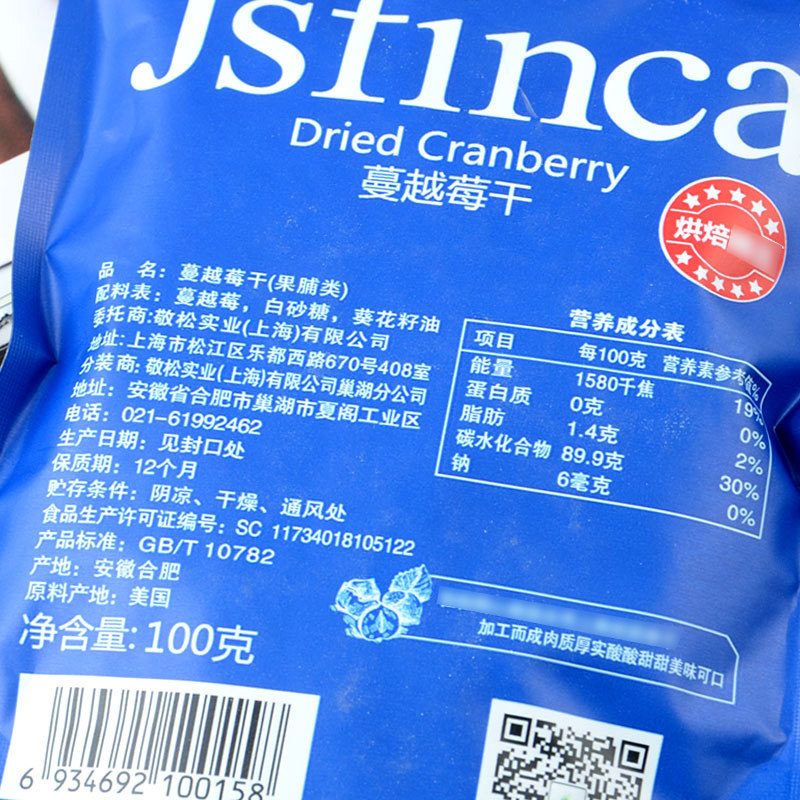 Jstinca
Dried Cranberry
蔓越莓干
烘焙
品 名：蔓越莓干(果脯类)
配料表：蔓越莓，白砂糖，葵花籽油
委托商：敬松实业(上海)有限公司
地址：上海市松江区乐都西路670号408室
分装商：敬松实业(上海)有限公司巢湖分公司
地址：安徽省合肥市巢湖市夏阁工业区
电话：021-61992462
生产日期：见封口处
保质期：12个月
贮存条件：阴凉、干燥、通风处
食品生产许可证编号：SC 11734018105122
产品标准：GB/T 10782
产地：安徽合肥
原料产地：美国
净含量：100克
营养成分表
项目 每100克 营养素参考值%
能量 1580千焦 19%
蛋白质 0克 0%
脂肪 1.4克 2%
碳水化合物 89.9克 30%
钠 6毫克 0%
加工而成肉质厚实酸酸甜甜美味可口
6 934692 100158